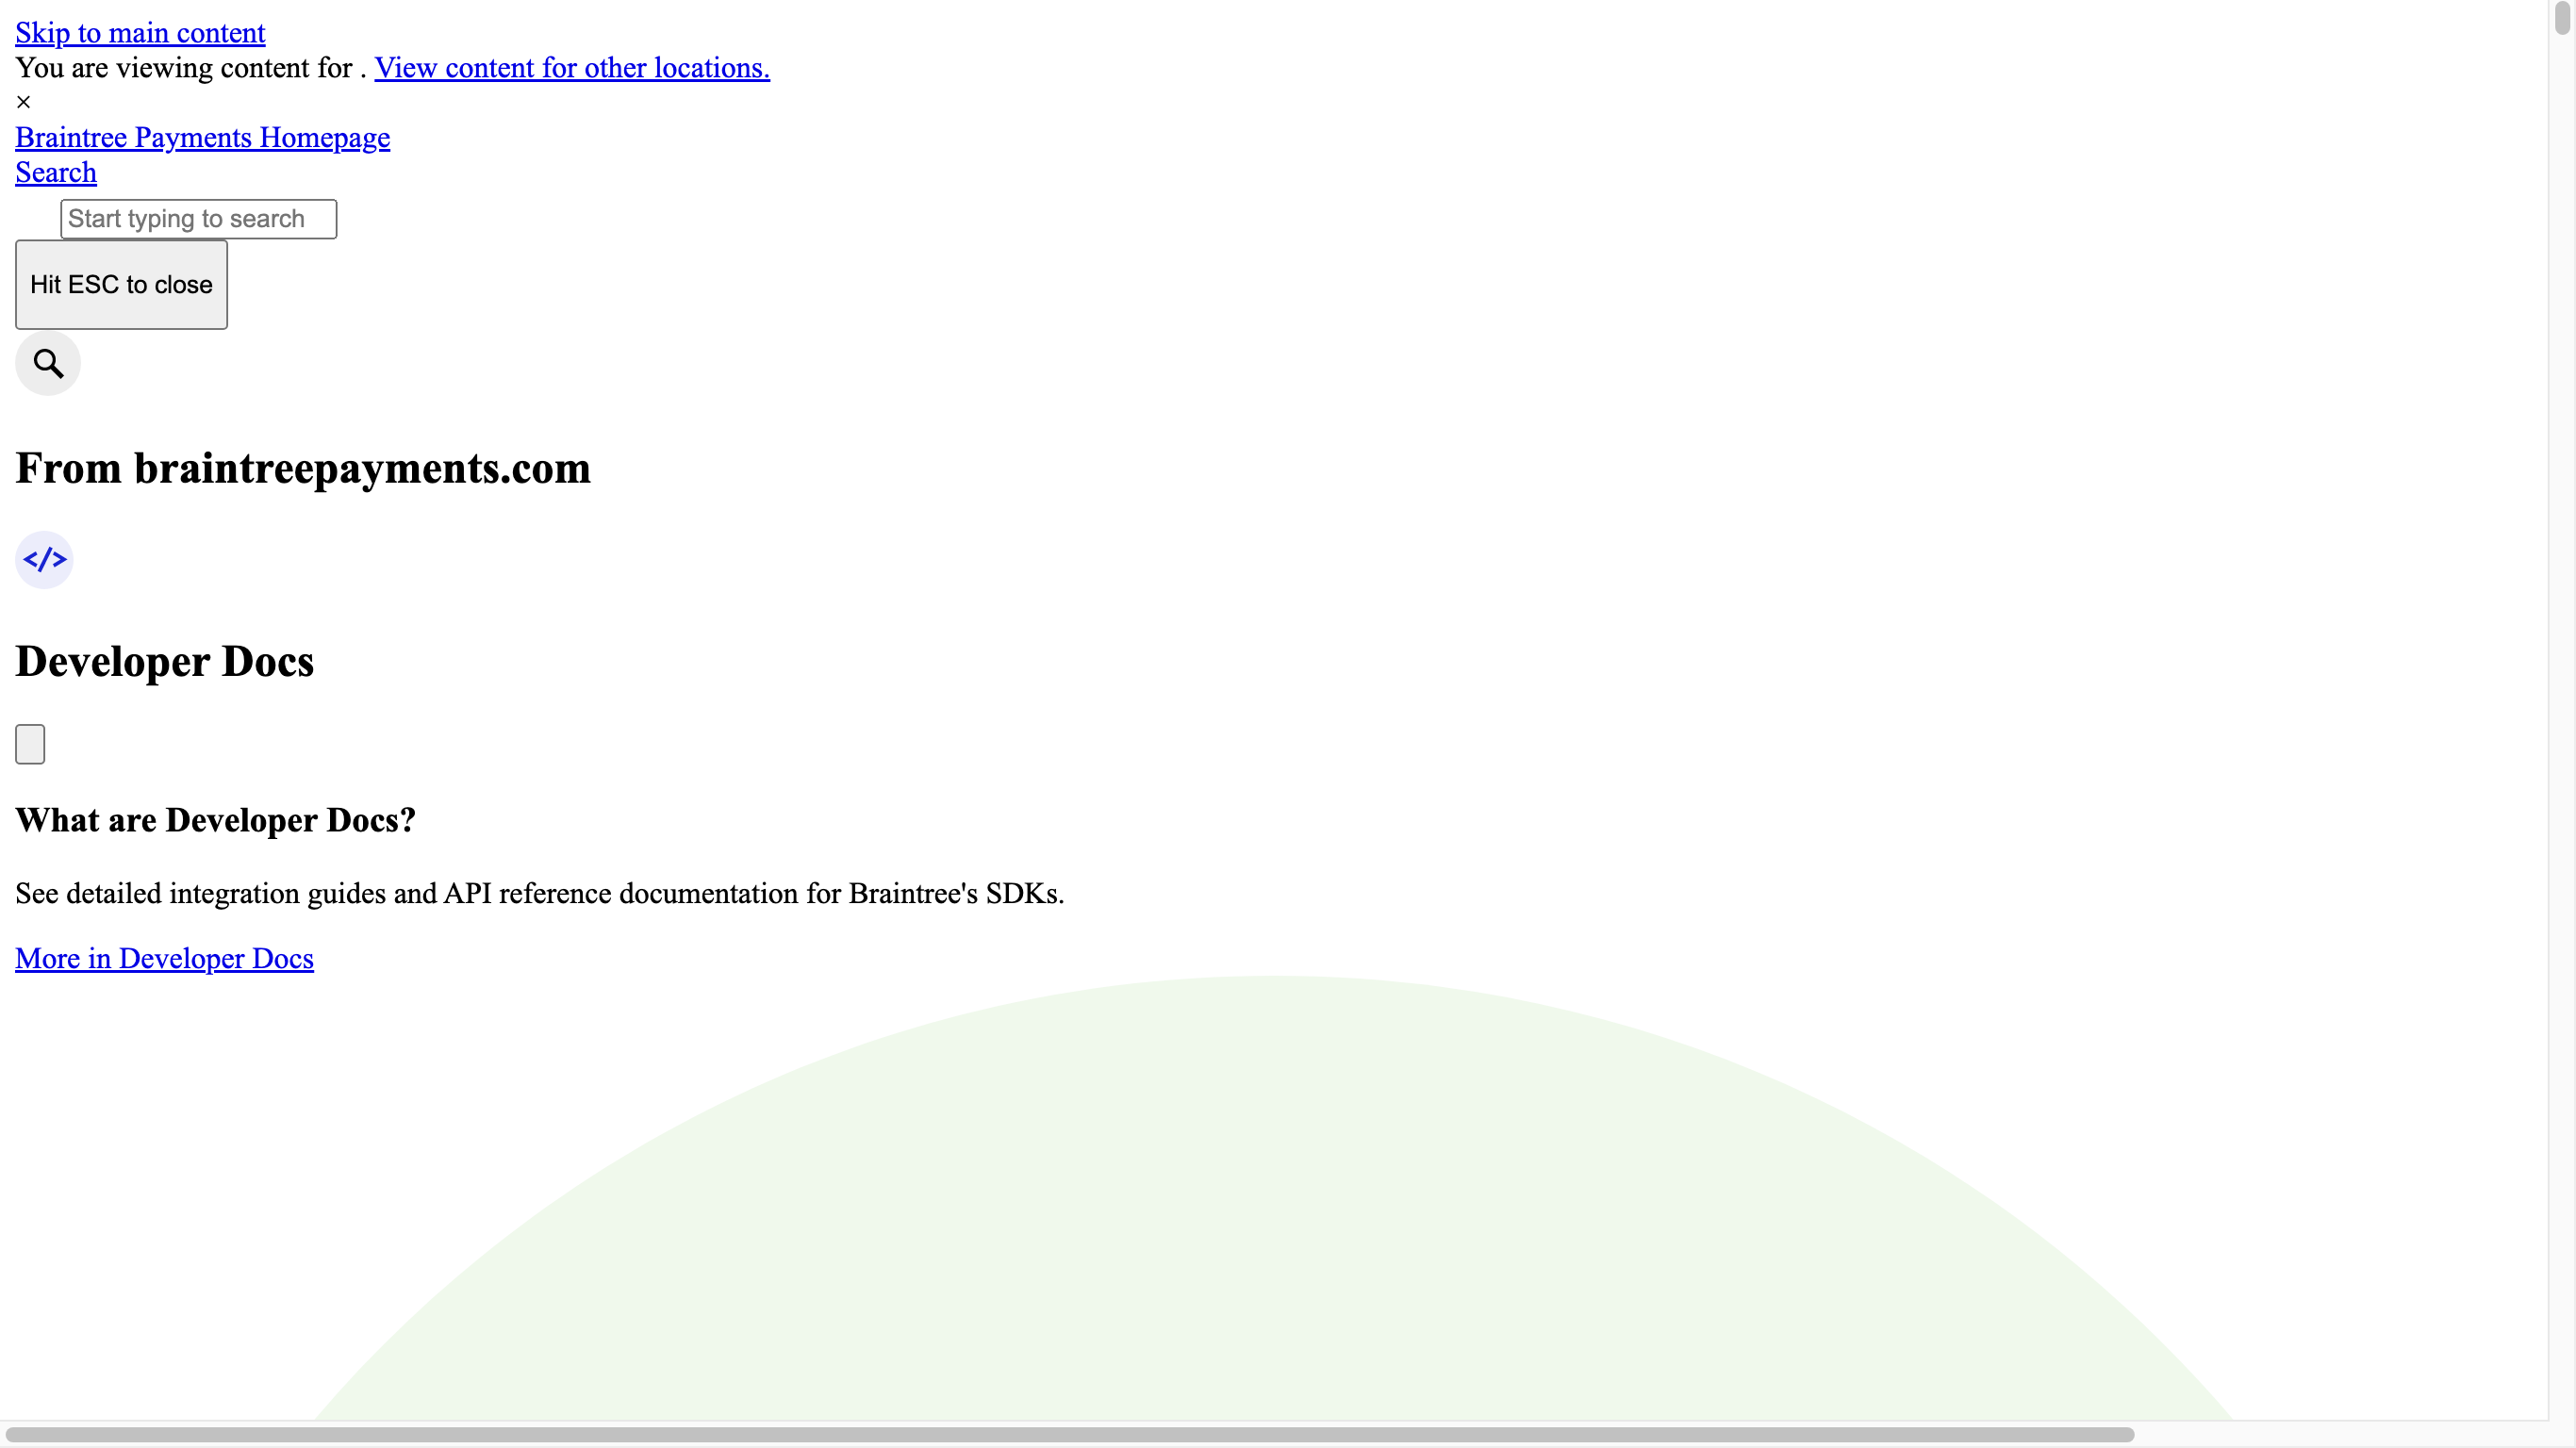 Skip to main content
You are viewing content for . View content for other locations.
×
Braintree Payments Homepage
Search
Start typing to search
Hit ESC to close
From braintreepayments.com
</>
Developer Docs
What are Developer Docs?
See detailed integration guides and API reference documentation for Braintree's SDKs.
More in Developer Docs